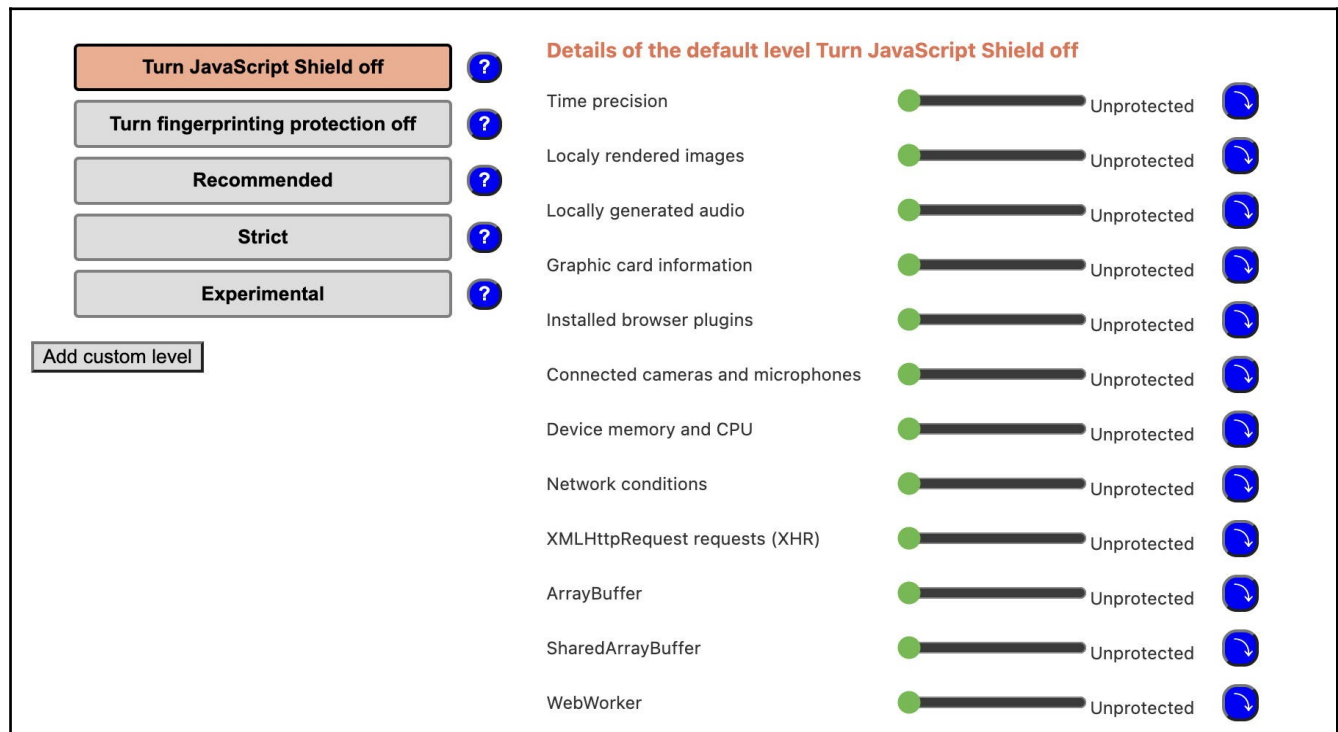 Turn JavaScript Shield off ?
Turn fingerprinting protection off ?
Recommended ?
Strict ?
Experimental ?
Add custom level
Details of the default level Turn JavaScript Shield off
Time precision Unprotected
Localy rendered images Unprotected
Locally generated audio Unprotected
Graphic card information Unprotected
Installed browser plugins Unprotected
Connected cameras and microphones Unprotected
Device memory and CPU Unprotected
Network conditions Unprotected
XMLHttpRequest requests (XHR) Unprotected
ArrayBuffer Unprotected
SharedArrayBuffer Unprotected
WebWorker Unprotected